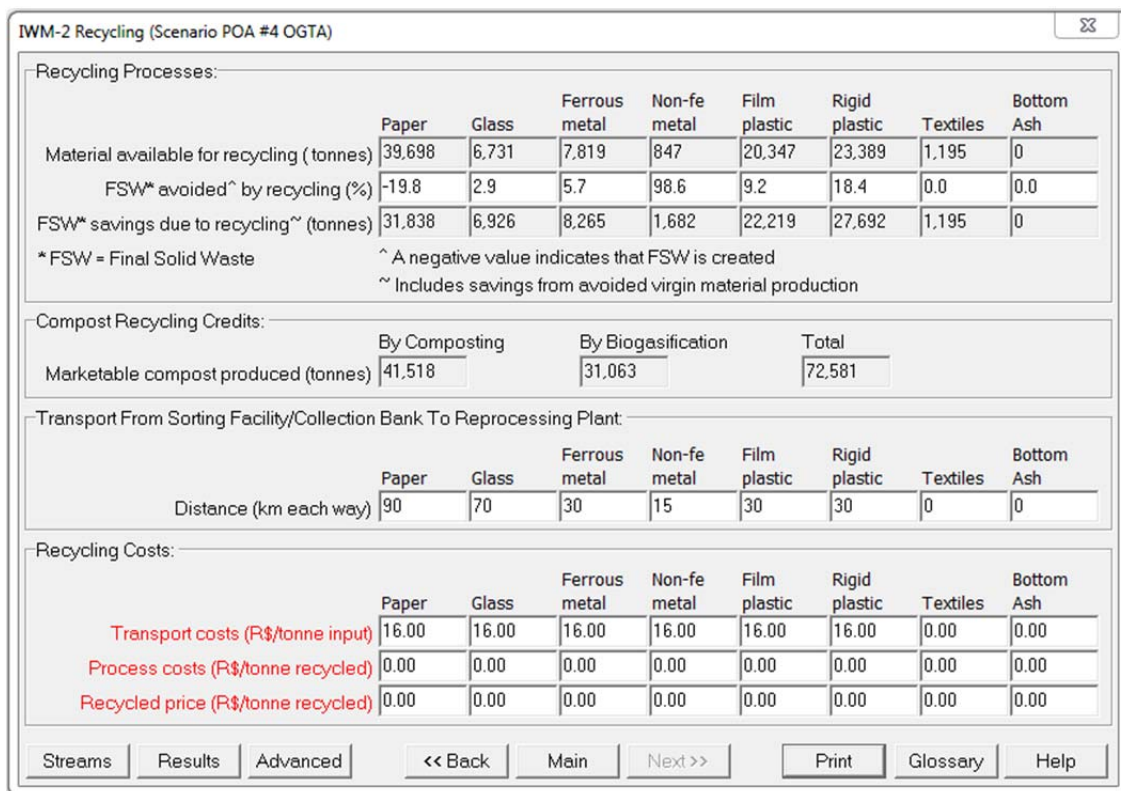 IWM-2 Recycling (Scenario POA #4 OGTA)
Recycling Processes:
Paper Glass Ferrous metal Non-fe metal Film plastic Rigid plastic Textiles Bottom Ash
Material available for recycling ( tonnes) 39,698 6,731 7,819 847 20,347 23,389 1,195 0
FSW* avoided^ by recycling (%) -19.8 2.9 5.7 98.6 9.2 18.4 0.0 0.0
FSW* savings due to recycling~ (tonnes) 31,838 6,926 8,265 1,682 22,219 27,692 1,195 0
* FSW = Final Solid Waste ^ A negative value indicates that FSW is created
~ Includes savings from avoided virgin material production
Compost Recycling Credits:
By Composting By Biogasification Total
Marketable compost produced (tonnes) 41,518 31,063 72,581
Transport From Sorting Facility/Collection Bank To Reprocessing Plant:
Paper Glass Ferrous metal Non-fe metal Film plastic Rigid plastic Textiles Bottom Ash
Distance (km each way) 90 70 30 15 30 30 0 0
Recycling Costs:
Paper Glass Ferrous metal Non-fe metal Film plastic Rigid plastic Textiles Bottom Ash
Transport costs (R$/tonne input) 16.00 16.00 16.00 16.00 16.00 16.00 0.00 0.00
Process costs (R$/tonne recycled) 0.00 0.00 0.00 0.00 0.00 0.00 0.00 0.00
Recycled price (R$/tonne recycled) 0.00 0.00 0.00 0.00 0.00 0.00 0.00 0.00
Streams Results Advanced << Back Main Next >> Print Glossary Help